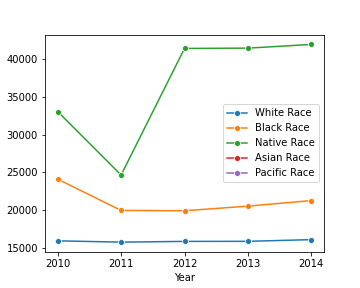 40000
35000
30000
25000
20000
15000
White Race
Black Race
Native Race
Asian Race
Pacific Race
2010 2011 2012 2013 2014
Year